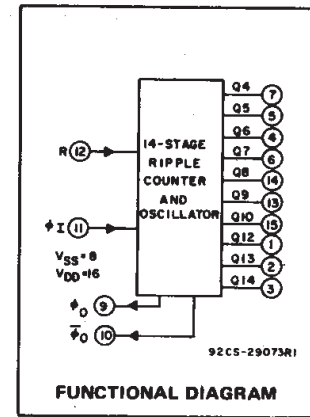 Q4 7
Q5 5
Q6 4
Q7 6
Q8 14
Q9 13
Q10 15
Q12 1
Q13 2
Q14 3
14-STAGE
RIPPLE
COUNTER
AND
OSCILLATOR
R 12
ϕI 11
VSS=8
VDD=16
ϕO 9
ϕ̅O 10
92CS-29073R1
FUNCTIONAL DIAGRAM